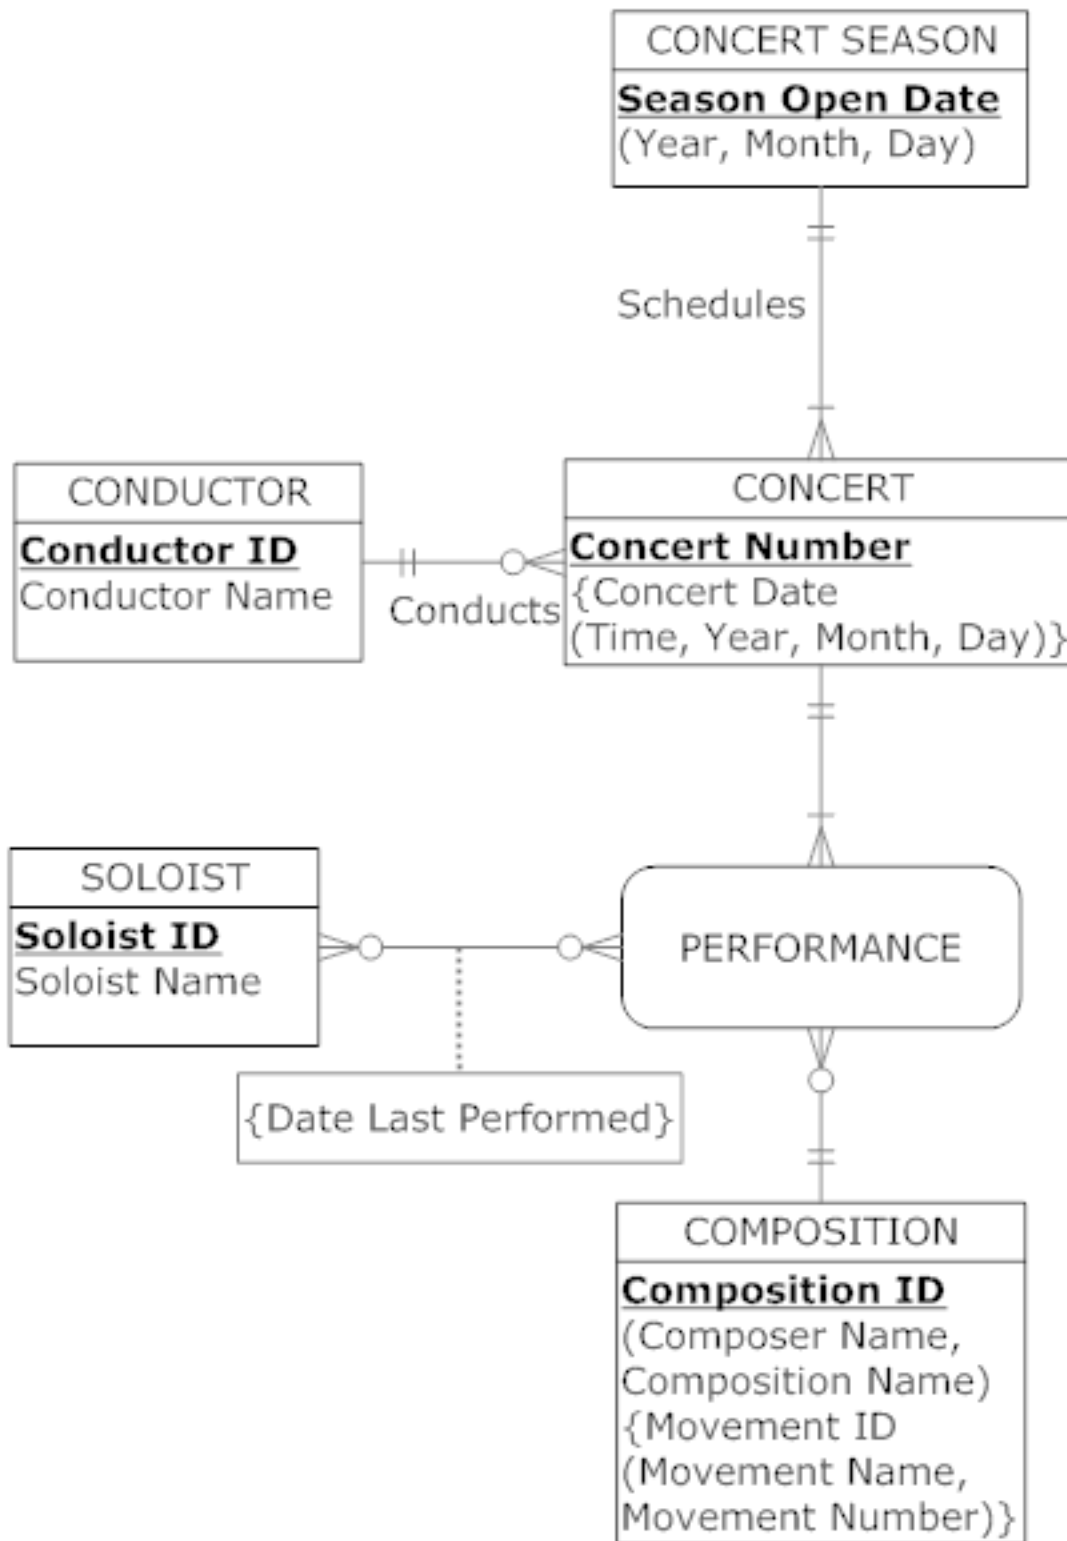 CONCERT SEASON
Season Open Date
(Year, Month, Day)
Schedules
CONDUCTOR
Conductor ID
Conductor Name
Conducts
CONCERT
Concert Number
{Concert Date
(Time, Year, Month, Day)}
SOLOIST
Soloist ID
Soloist Name
PERFORMANCE
{Date Last Performed}
COMPOSITION
Composition ID
(Composer Name,
Composition Name)
{Movement ID
(Movement Name,
Movement Number)}